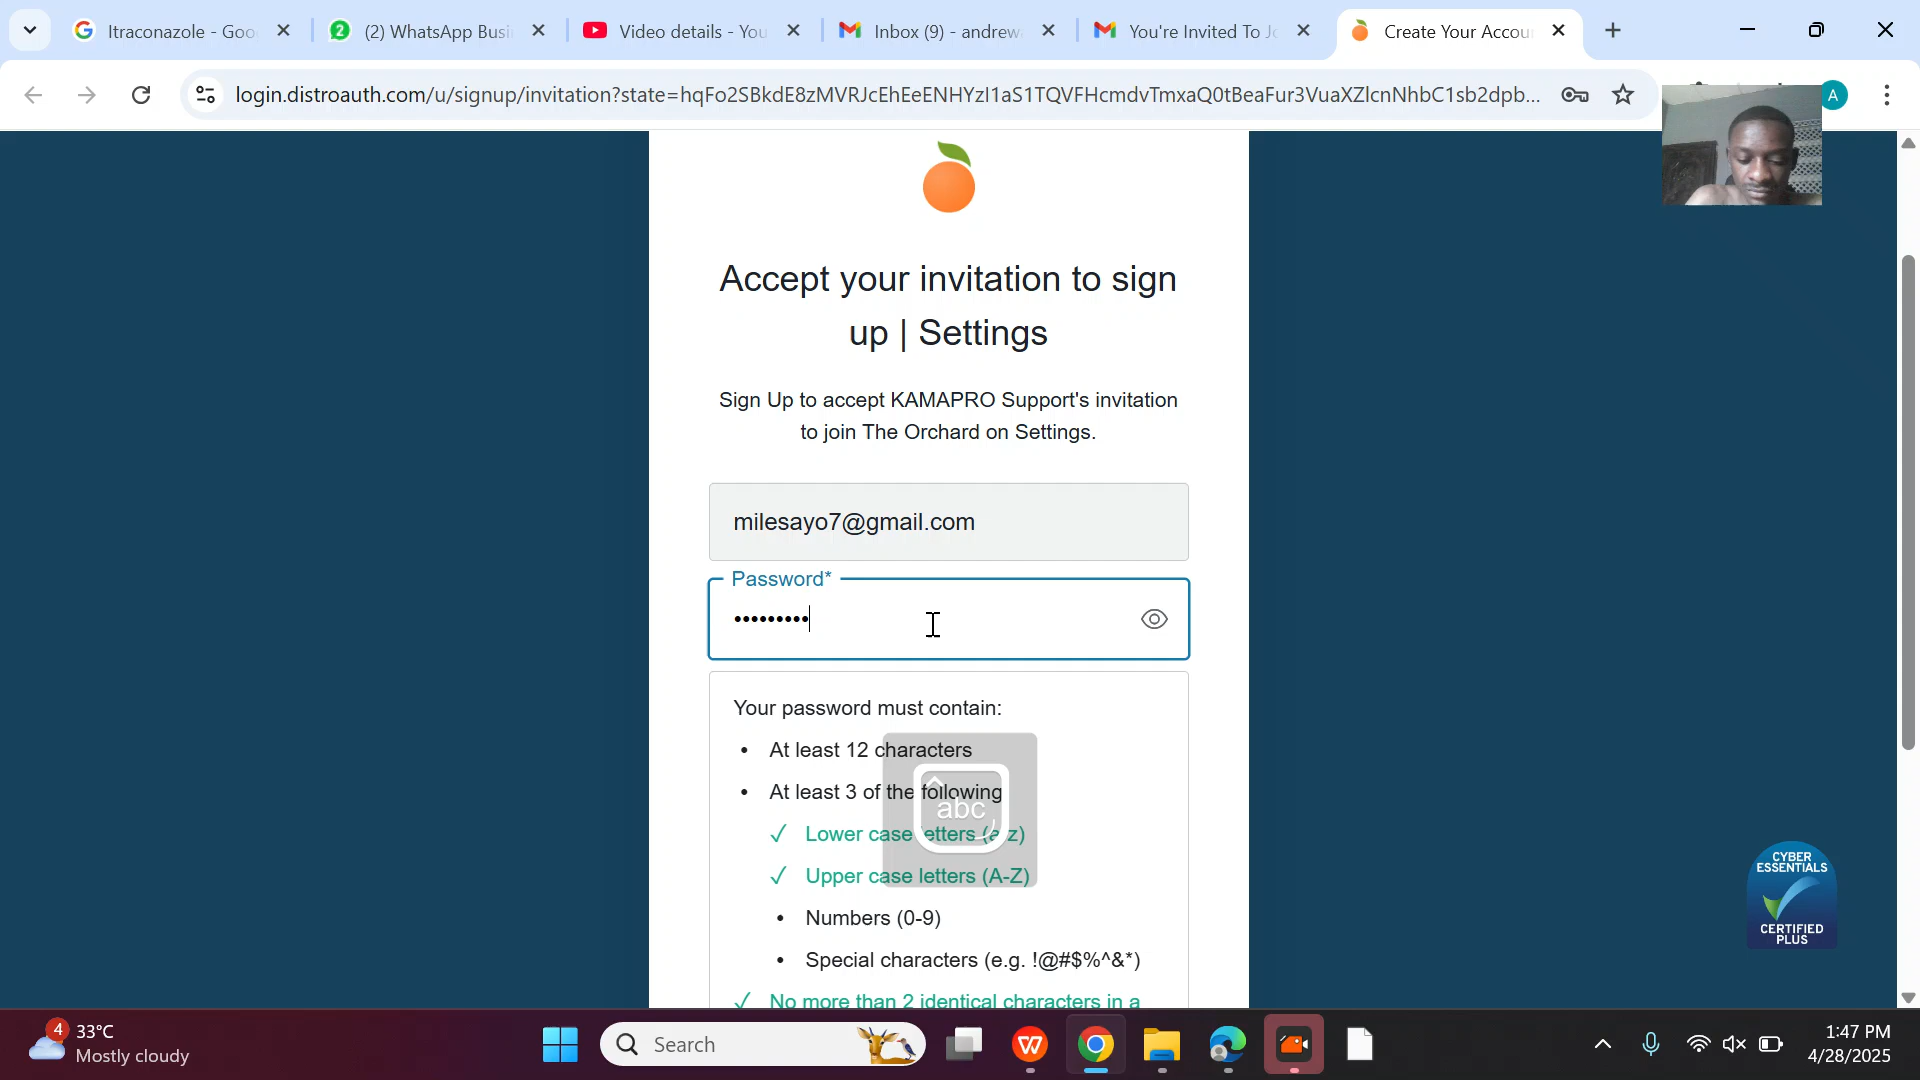 Itraconazole - Goo
(2) WhatsApp Busi
Video details - You
Inbox (9) - andrewa
You're Invited To Jo
Create Your Accou
login.distroauth.com/u/signup/invitation?state=hqFo2SBkdE8zMVRJcEhEeENHYzI1aS1TQVFHcmdvTmxaQ0tBeaFur3VuaXZlcnNhbC1sb2dpb...
A
Accept your invitation to sign
up | Settings
Sign Up to accept KAMAPRO Support's invitation
to join The Orchard on Settings.
milesayo7@gmail.com
Password*
•••••••••
Your password must contain:
• At least 12 characters
• At least 3 of the following
abc
✓ Lower case letters (a-z)
✓ Upper case letters (A-Z)
• Numbers (0-9)
• Special characters (e.g. !@#$%^&*)
✓ No more than 2 identical characters in a
CYBER
ESSENTIALS
CERTIFIED
PLUS
4
33°C
Mostly cloudy
Search
1:47 PM
4/28/2025